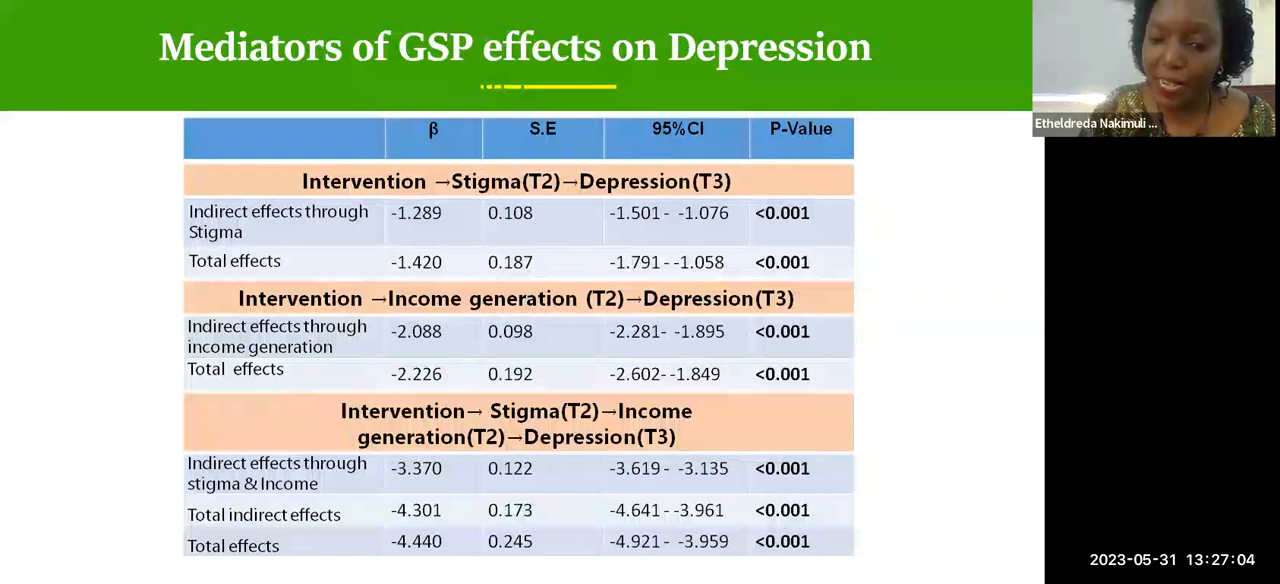 Mediators of GSP effects on Depression
Etheldreda Nakimuli ...
β S.E 95%CI P-Value
Intervention →Stigma(T2)→Depression(T3)
Indirect effects through
Stigma
-1.289 0.108 -1.501 - -1.076 <0.001
Total effects -1.420 0.187 -1.791 - -1.058 <0.001
Intervention →Income generation (T2)→Depression(T3)
Indirect effects through
income generation
-2.088 0.098 -2.281- -1.895 <0.001
Total effects -2.226 0.192 -2.602- -1.849 <0.001
Intervention→ Stigma(T2)→Income
generation(T2)→Depression(T3)
Indirect effects through
stigma & Income
-3.370 0.122 -3.619 - -3.135 <0.001
Total indirect effects -4.301 0.173 -4.641 - -3.961 <0.001
Total effects -4.440 0.245 -4.921 - -3.959 <0.001
2023-05-31 13:27:04